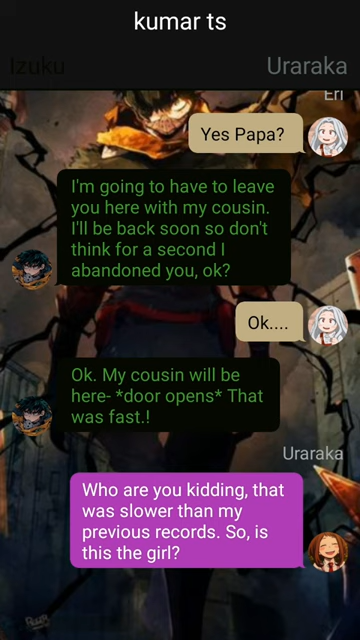 kumar ts
Izuku
Uraraka
Eri
Yes Papa?
I'm going to have to leave
you here with my cousin.
I'll be back soon so don't
think for a second I
abandoned you, ok?
Ok....
Ok. My cousin will be
here- *door opens* That
was fast.!
Uraraka
Who are you kidding, that
was slower than my
previous records. So, is
this the girl?